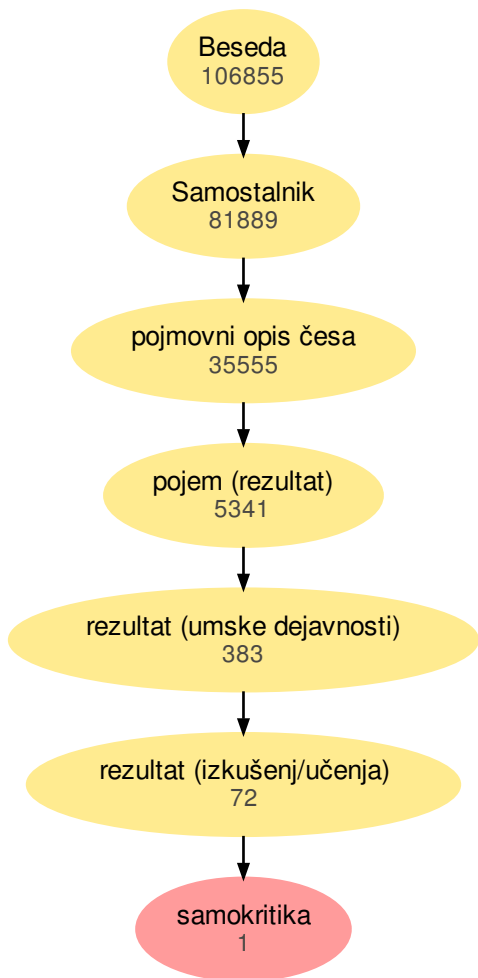 Beseda
106855
Samostalnik
81889
pojmovni opis česa
35555
pojem (rezultat)
5341
rezultat (umske dejavnosti)
383
rezultat (izkušenj/učenja)
72
samokritika
1